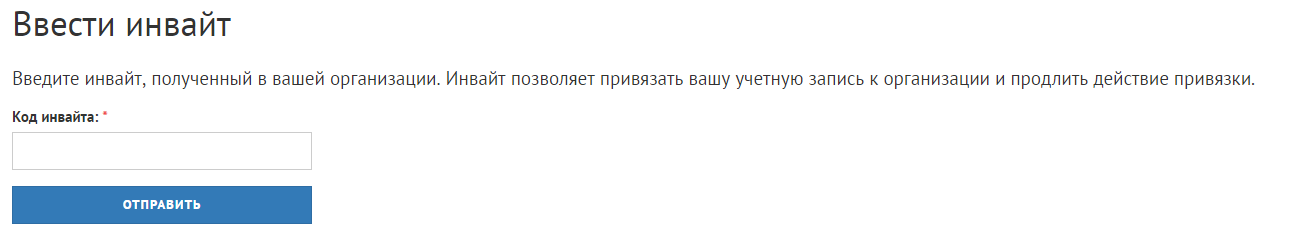 Ввести инвайт
Введите инвайт, полученный в вашей организации. Инвайт позволяет привязать вашу учетную запись к организации и продлить действие привязки.
Код инвайта: *
ОТПРАВИТЬ